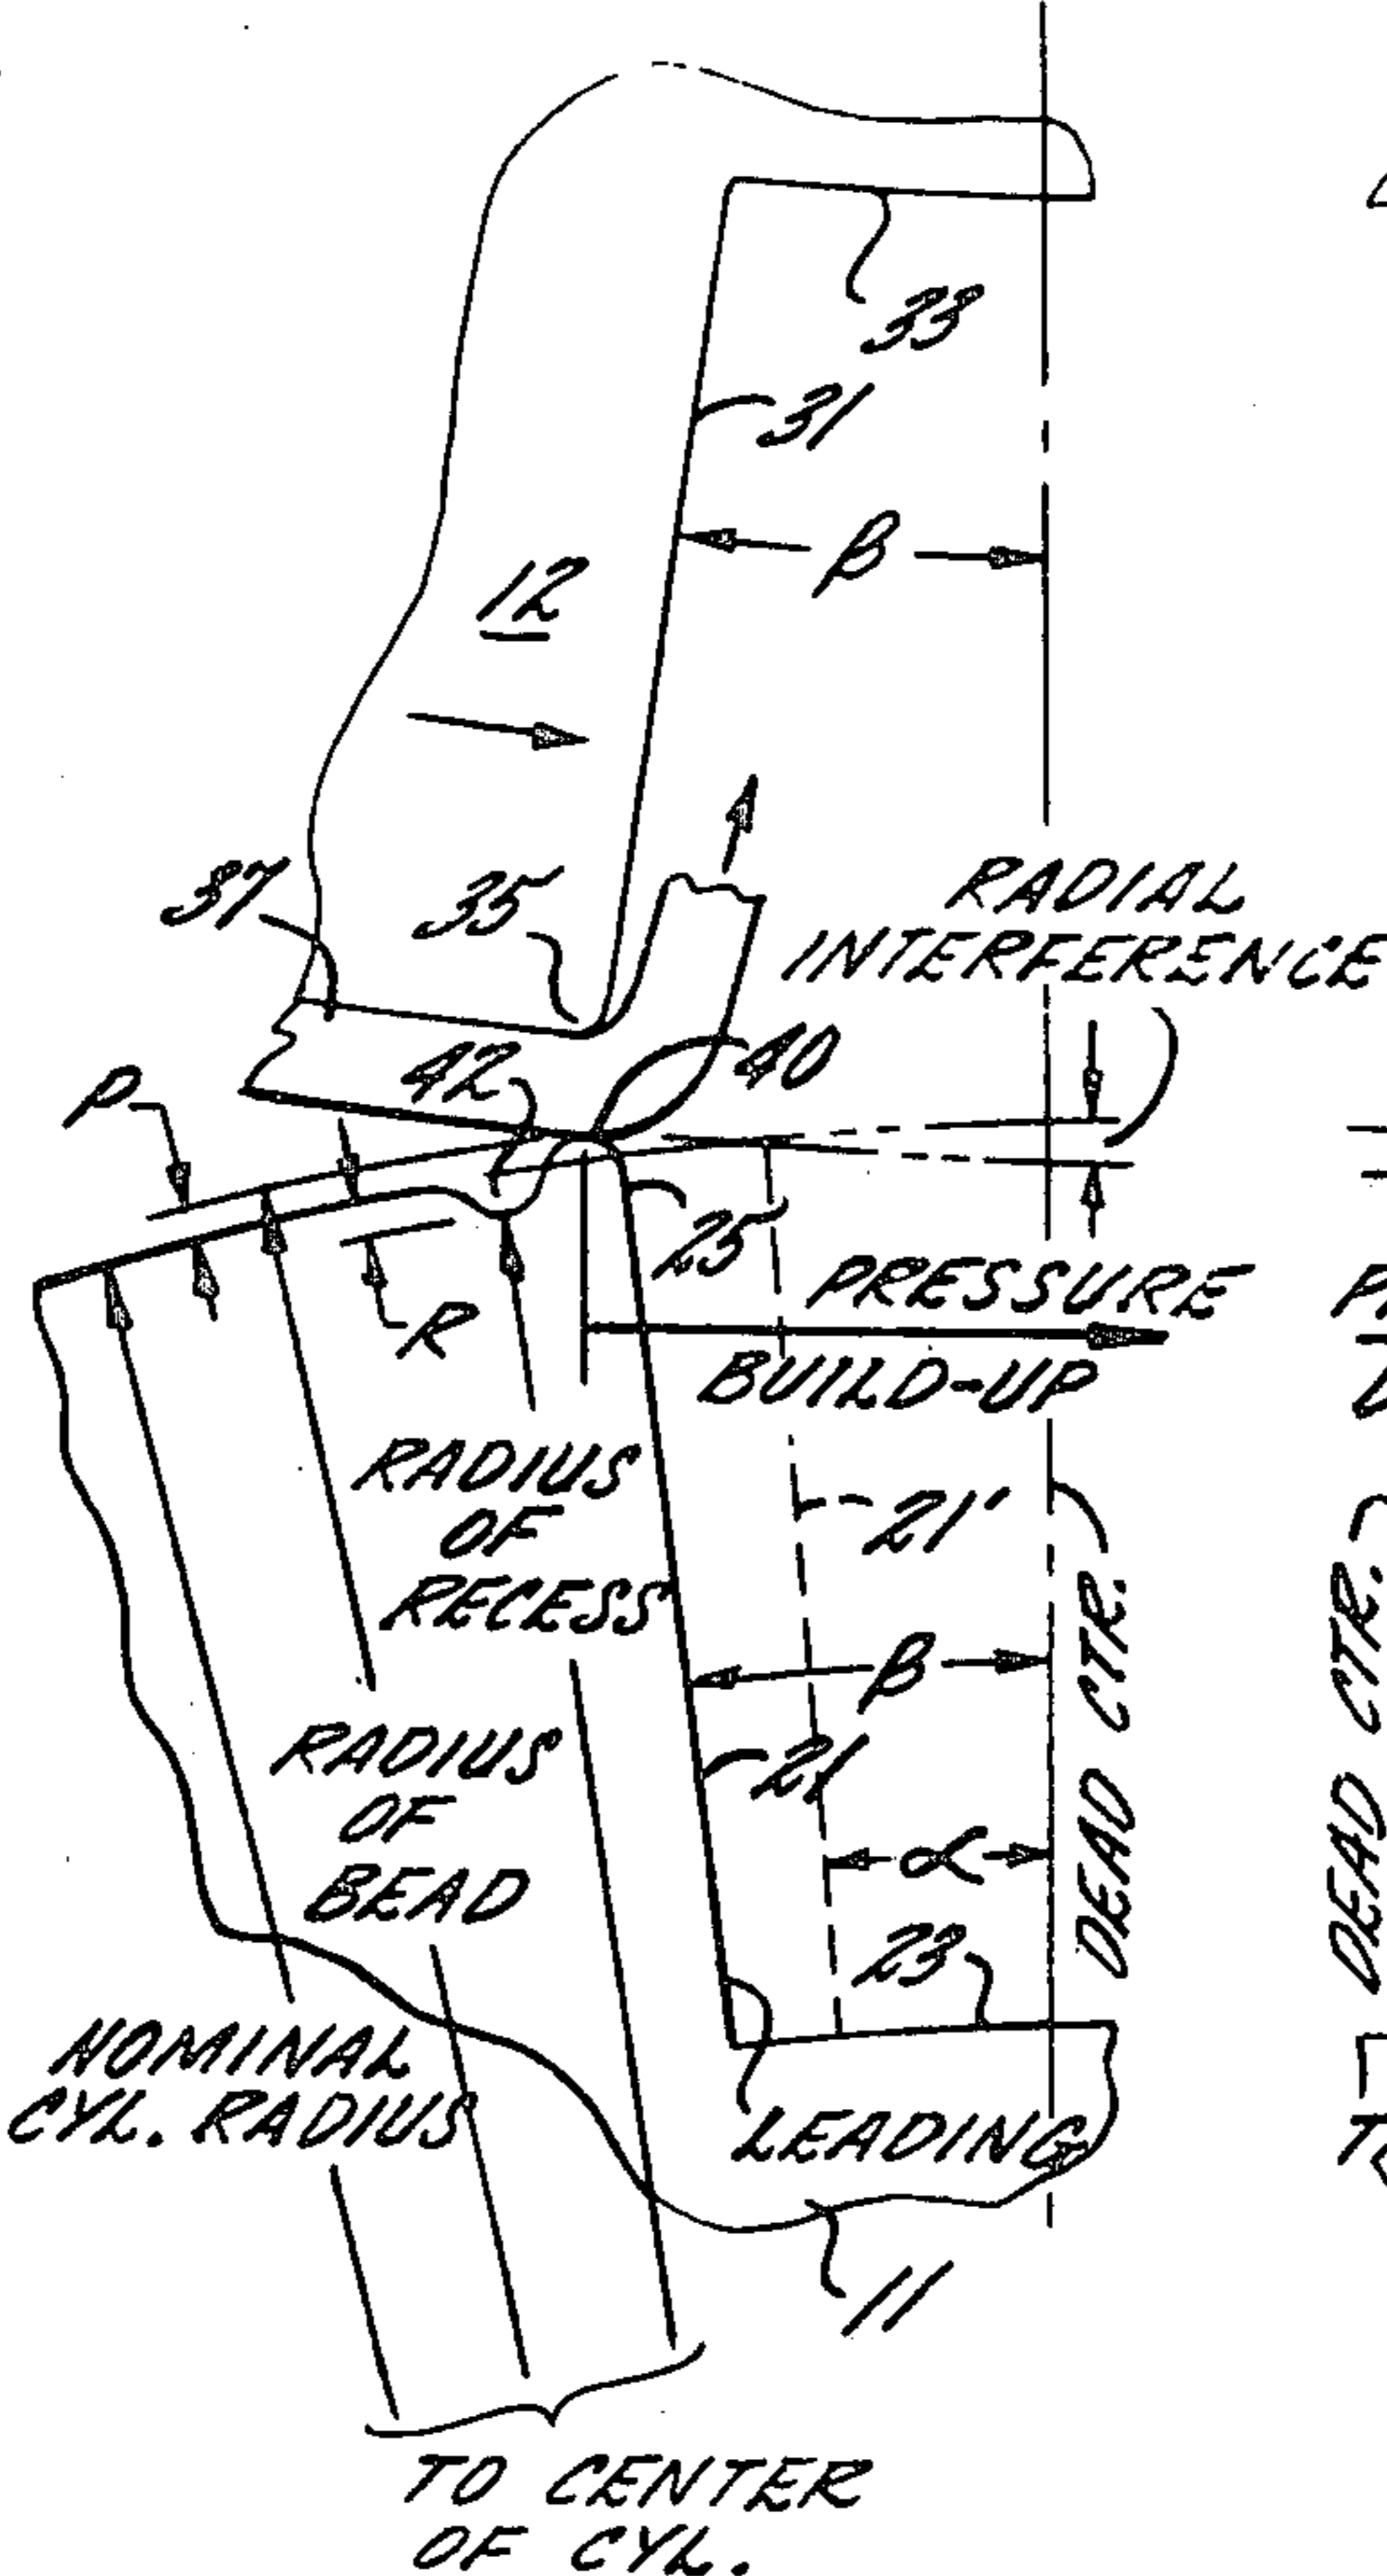 33
31
β
12
37
35
RADIAL
INTERFERENCE
42
40
P
25
PRESSURE
R
BUILD-UP
RADIUS
OF
RECESS
21'
β
RADIUS
OF
BEAD
21
α
DEAD CTR.
DEAD CTR.
23
NOMINAL
CYL. RADIUS
LEADING
11
TO CENTER
OF CYL.